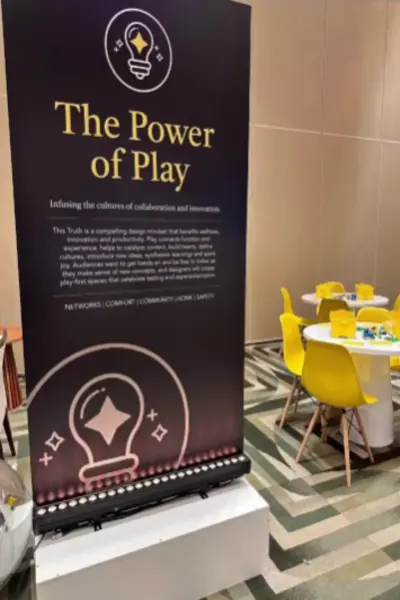 The Power
of Play
Infusing the cultures of collaboration and innovation
This Truth is a compelling design mindset that benefits wellness,
innovation and productivity. Play connects function and
experience, helps to catalyze content, build teams, define
cultures, introduce new ideas, synthesize learnings and spark
joy. Audiences want to get hands on and be free to tinker as
they make sense of new concepts, and designers will create
play-first spaces that celebrate testing and experimentation.
NETWORKS | COMFORT | COMMUNITY | HOME | SAFETY